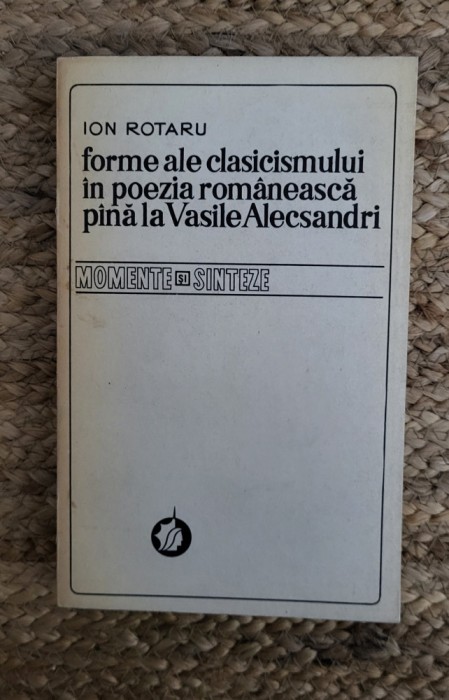 ION ROTARU
forme ale clasicismului
în poezia românească
pînă la Vasile Alecsandri
MOMENTE ȘI SINTEZE